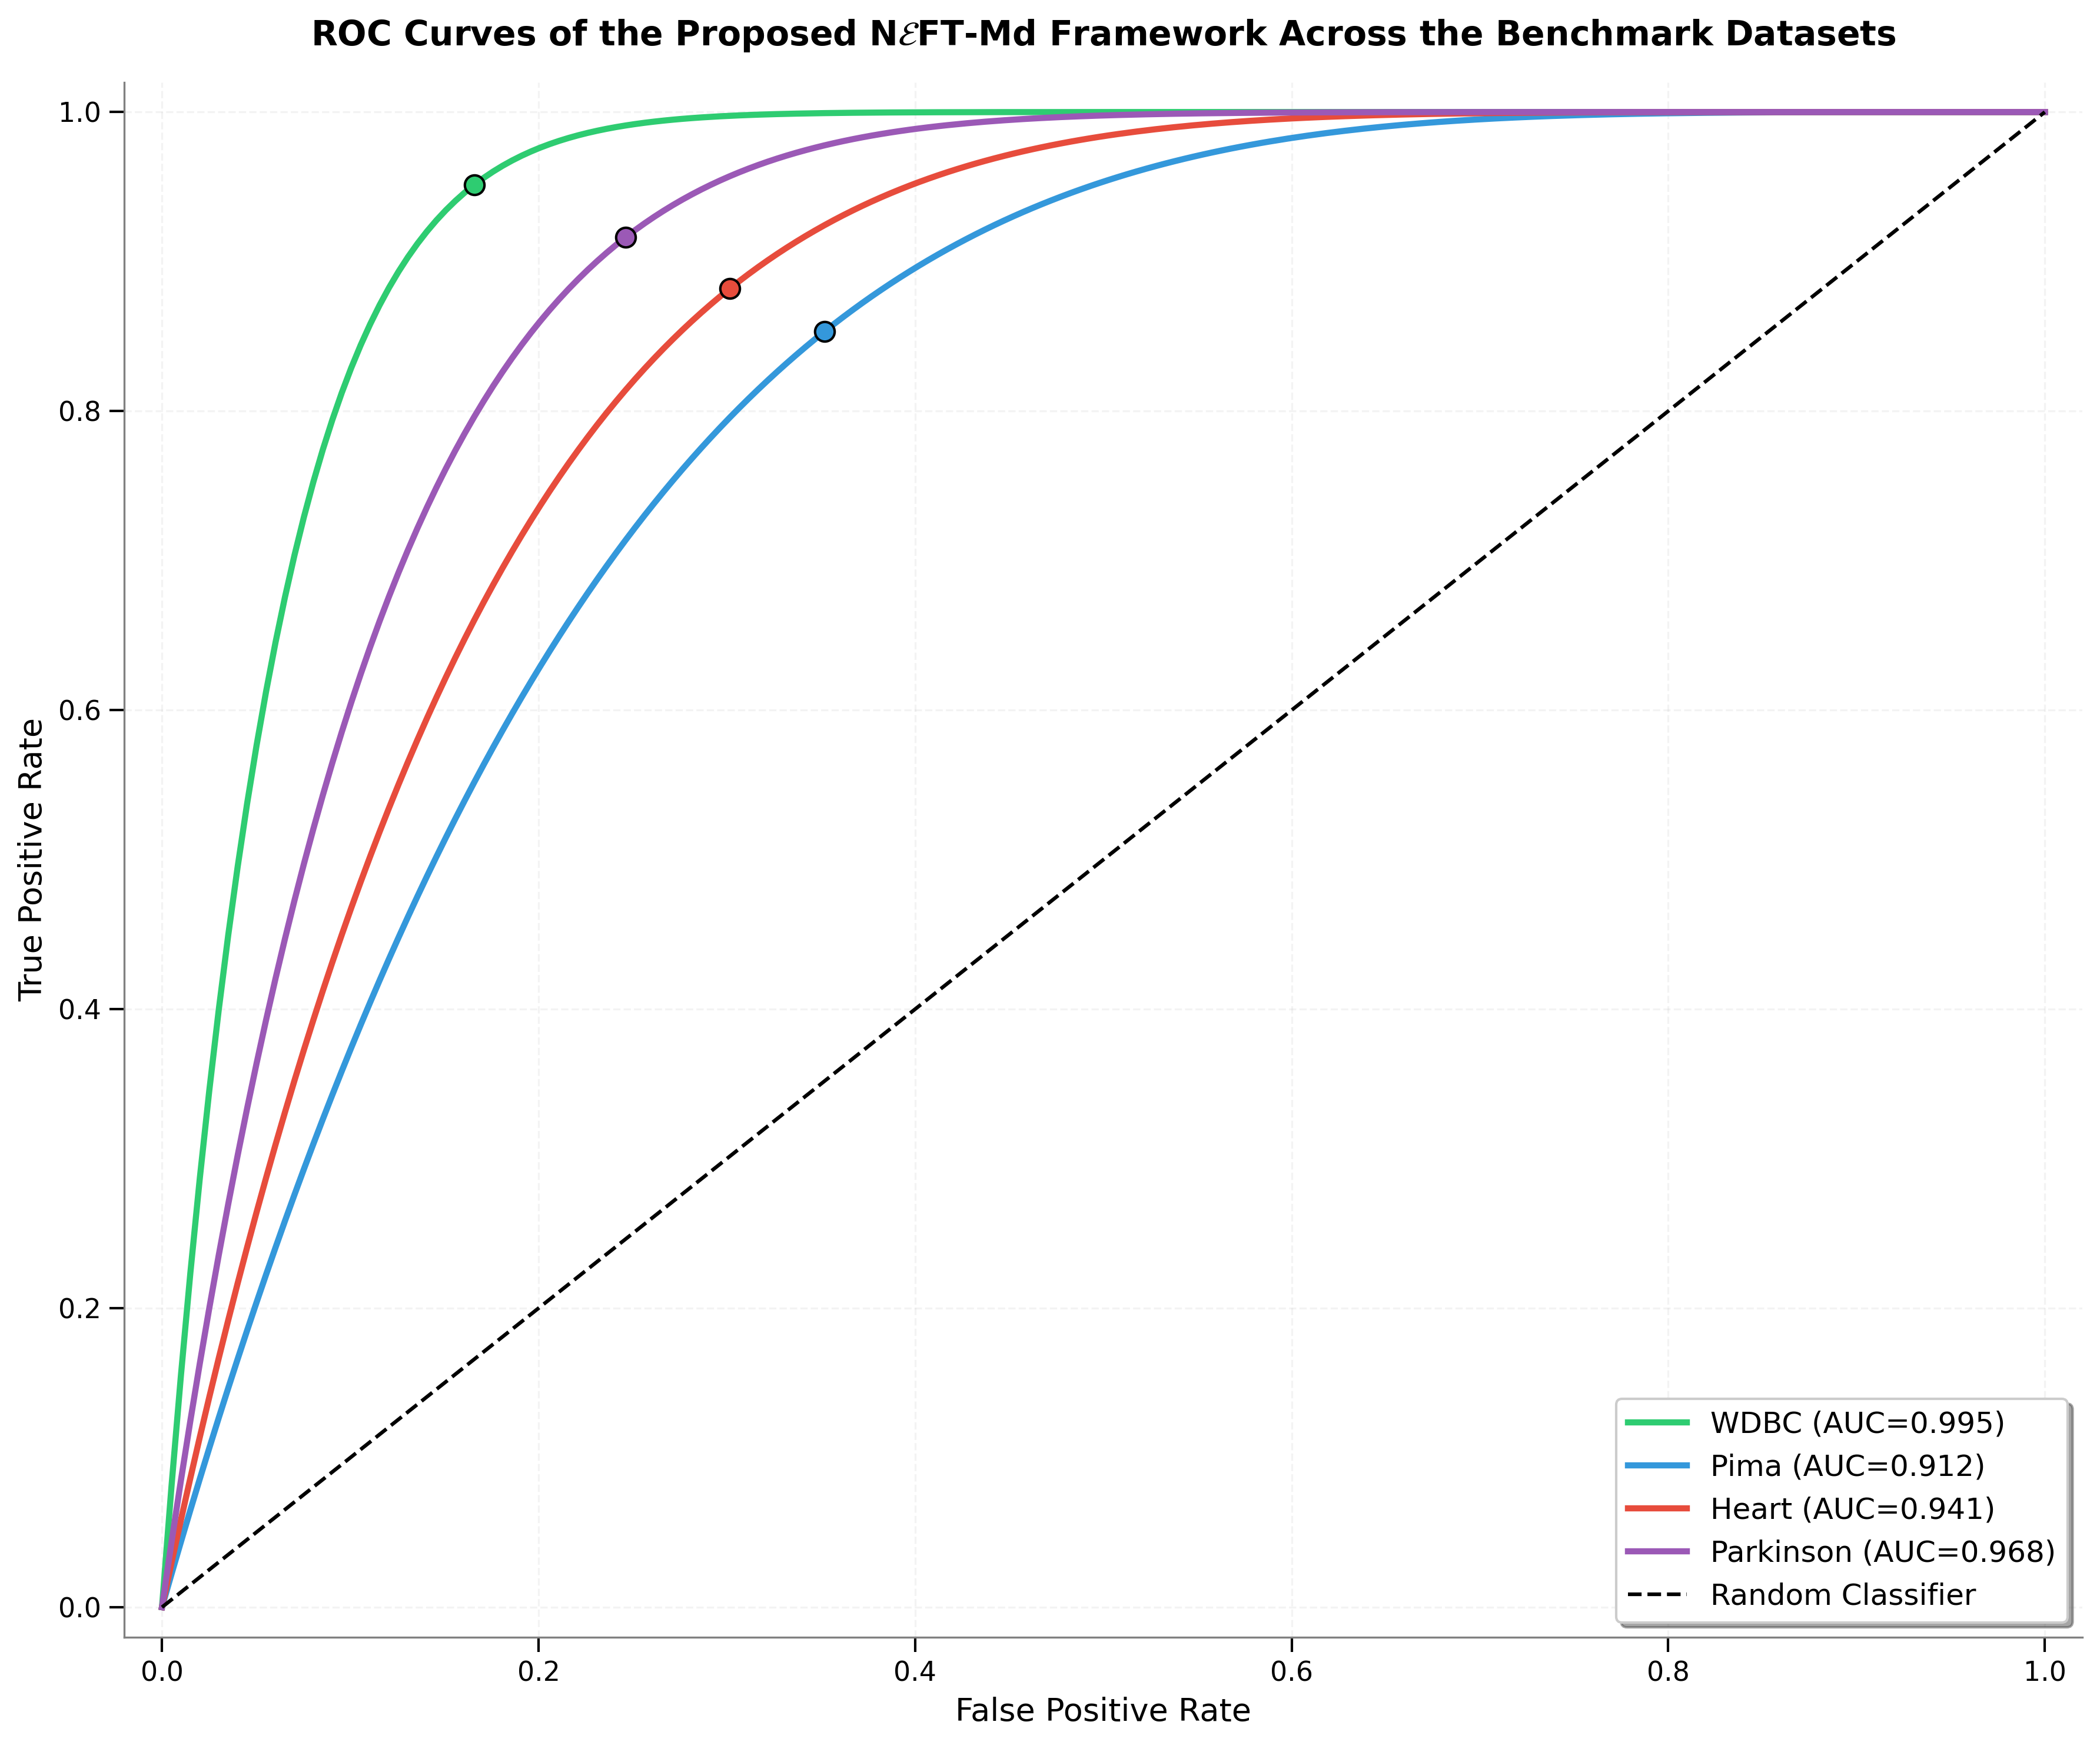 ROC Curves of the Proposed NℰFT-Md Framework Across the Benchmark Datasets
True Positive Rate
1.0
0.8
0.6
0.4
0.2
0.0
0.0 0.2 0.4 0.6 0.8 1.0
False Positive Rate
WDBC (AUC=0.995)
Pima (AUC=0.912)
Heart (AUC=0.941)
Parkinson (AUC=0.968)
Random Classifier